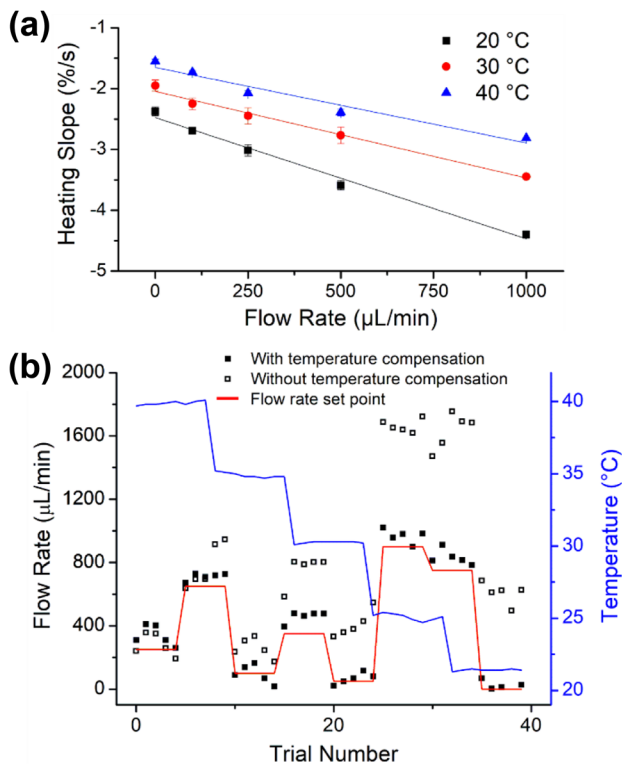 (a)
Heating Slope (%/s)
-1
-2
-3
-4
-5
20 °C
30 °C
40 °C
0
250
500
750
1000
Flow Rate (µL/min)
(b)
With temperature compensation
Without temperature compensation
Flow rate set point
Flow Rate (µL/min)
2000
1600
1200
800
400
0
Temperature (°C)
40
35
30
25
20
0
20
40
Trial Number